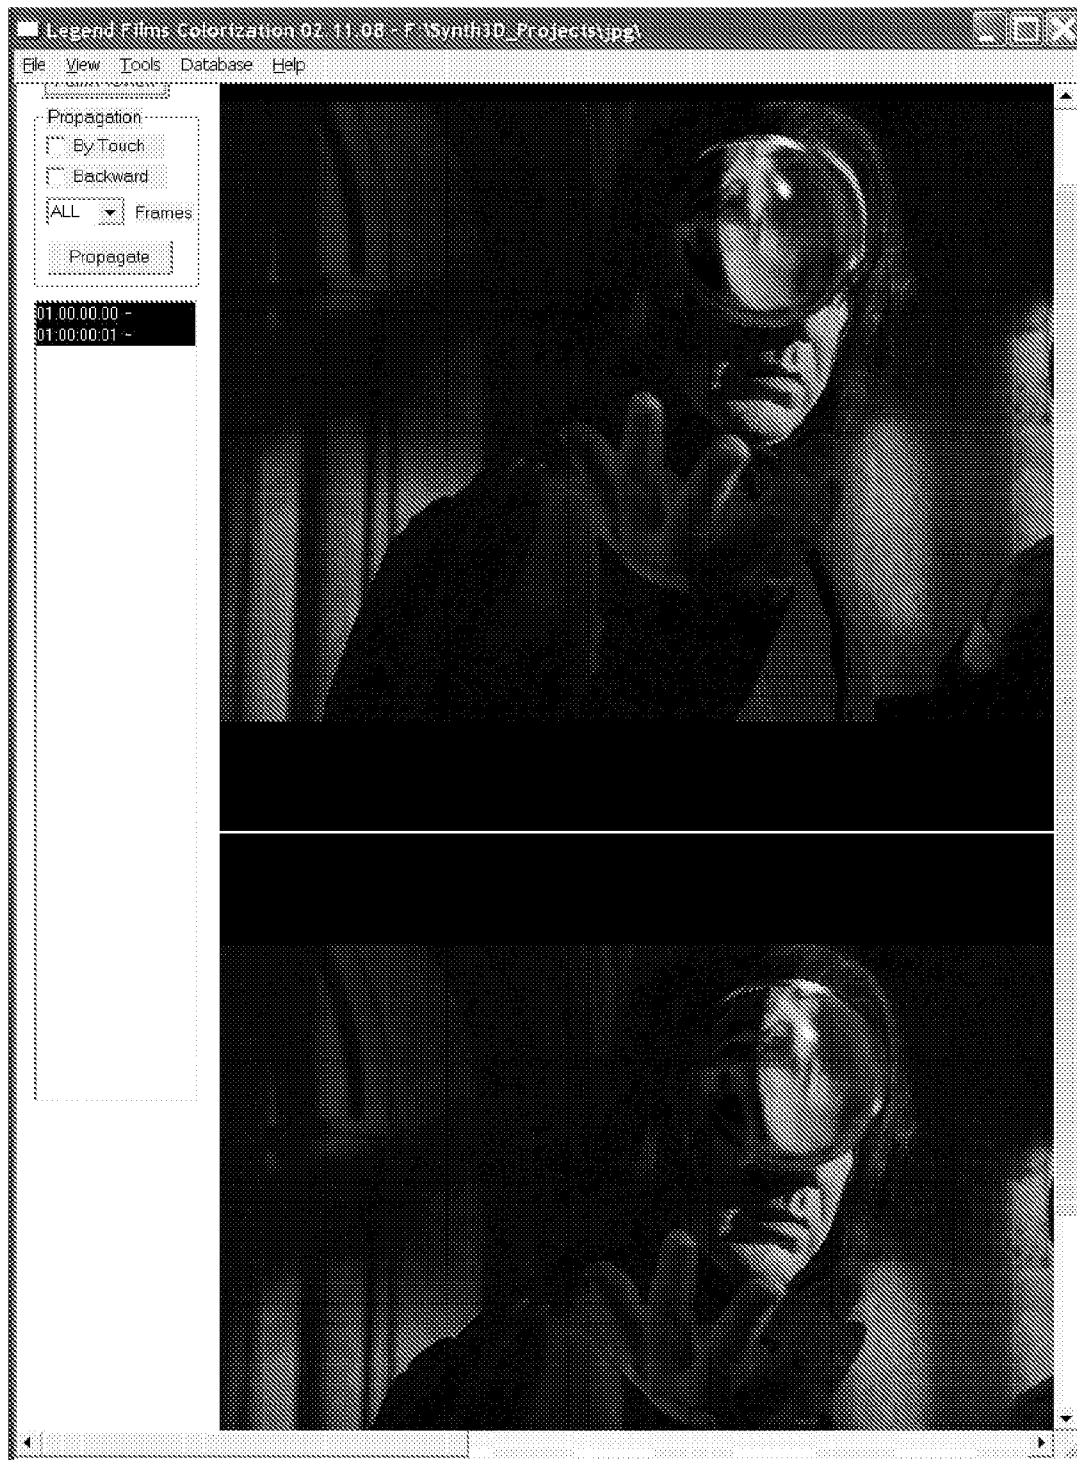 Legend Films Colorization 02.11.08 - F:\Synth3D_Projects\jpg\
File View Tools Database Help
Propagation
By Touch
Backward
ALL Frames
Propagate
01.00.00.00 -
01:00:00:01 -